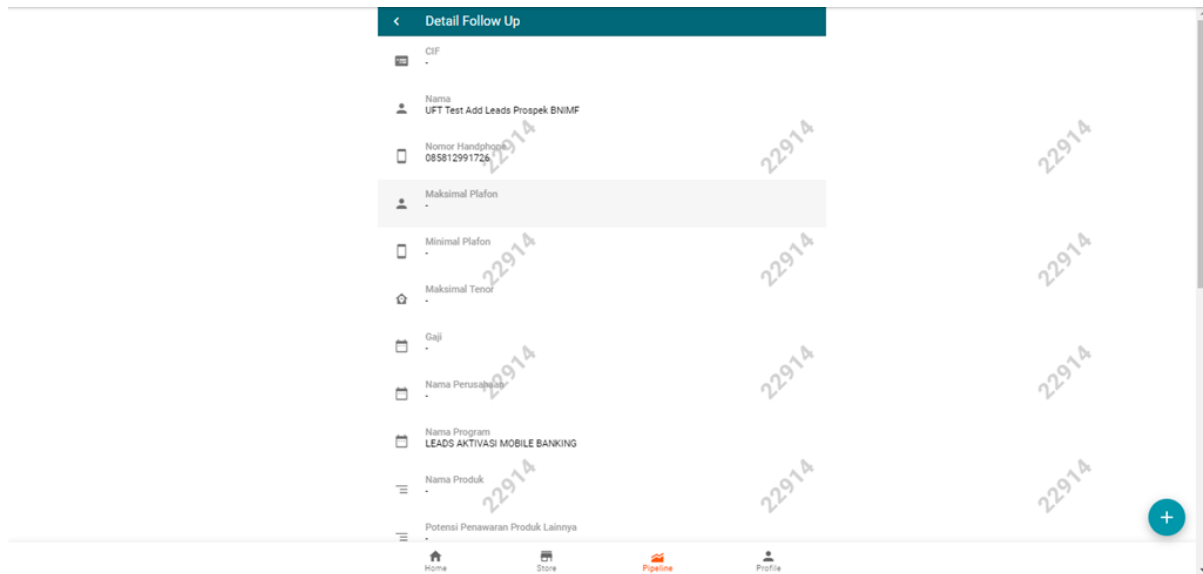 Detail Follow Up
CIF
-
Nama
UFT Test Add Leads Prospek BNIMF
Nomor Handphone
085812991726
22914 22914 22914
Maksimal Plafon
-
Minimal Plafon
-
22914 22914 22914
Maksimal Tenor
-
Gaji
-
22914 22914 22914
Nama Perusahaan
-
Nama Program
LEADS AKTIVASI MOBILE BANKING
Nama Produk
-
22914 22914 22914
Potensi Penawaran Produk Lainnya
-
Home Store Pipeline Profile